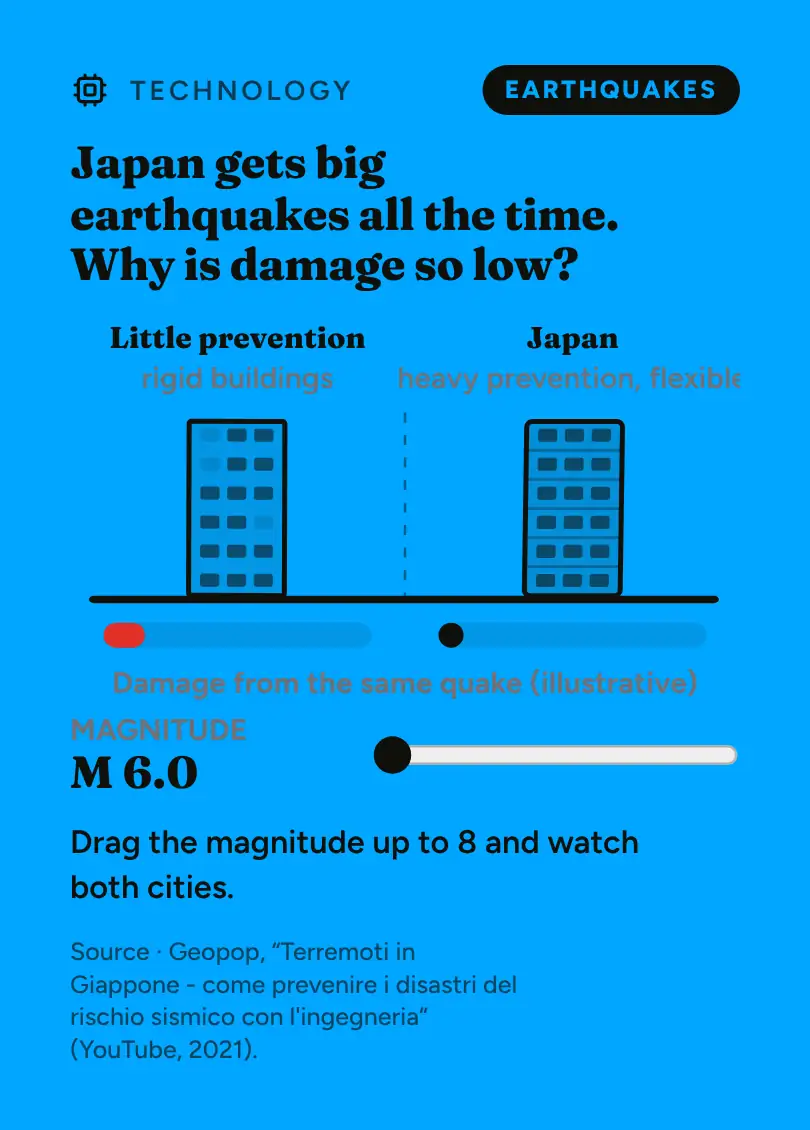 TECHNOLOGY
EARTHQUAKES
Japan gets big
earthquakes all the time.
Why is damage so low?
Little prevention
Japan
rigid buildings
heavy prevention, flexible
Damage from the same quake (illustrative)
MAGNITUDE
M 6.0
Drag the magnitude up to 8 and watch
both cities.
Source · Geopop, “Terremoti in
Giappone - come prevenire i disastri del
rischio sismico con l'ingegneria”
(YouTube, 2021).